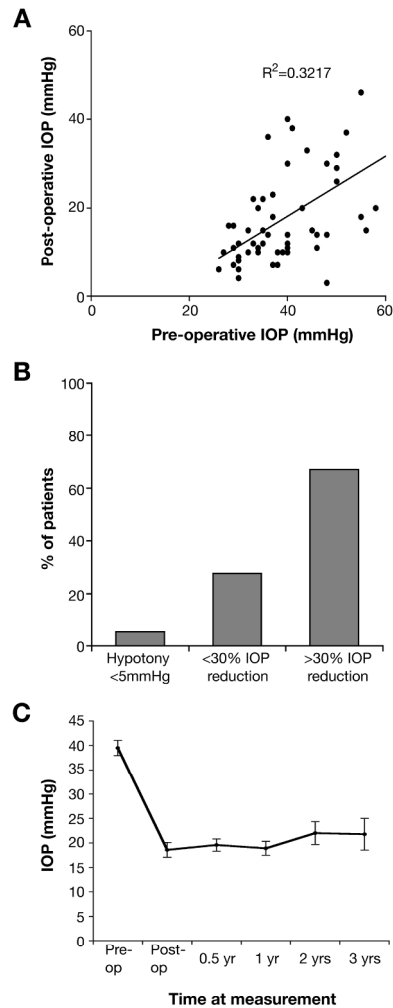 A
60
40
20
0
Post-operative IOP (mmHg)
R²=0.3217
0 20 40 60
Pre-operative IOP (mmHg)
B
100
80
60
40
20
0
% of patients
Hypotony <30% IOP >30% IOP
<5mmHg reduction reduction
C
45
40
35
30
25
20
15
10
5
0
IOP (mmHg)
Pre- Post- 0.5 yr 1 yr 2 yrs 3 yrs
op op
Time at measurement